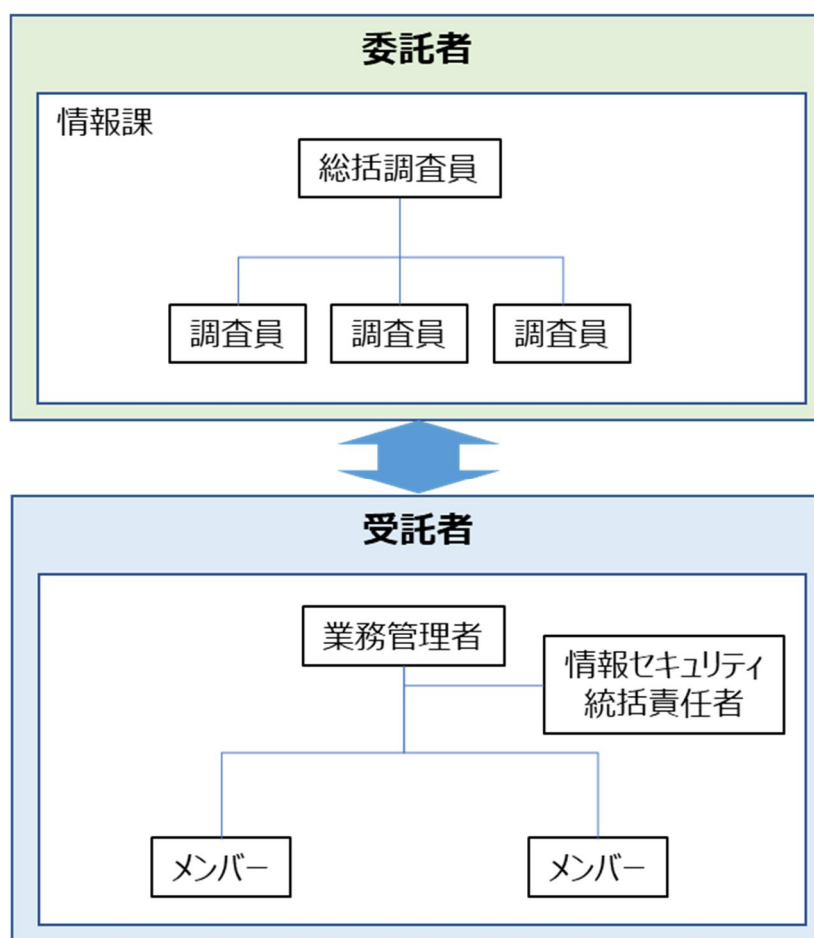 委託者
情報課
総括調査員
調査員
調査員
調査員
受託者
業務管理者
情報セキュリティ
統括責任者
メンバー
メンバー